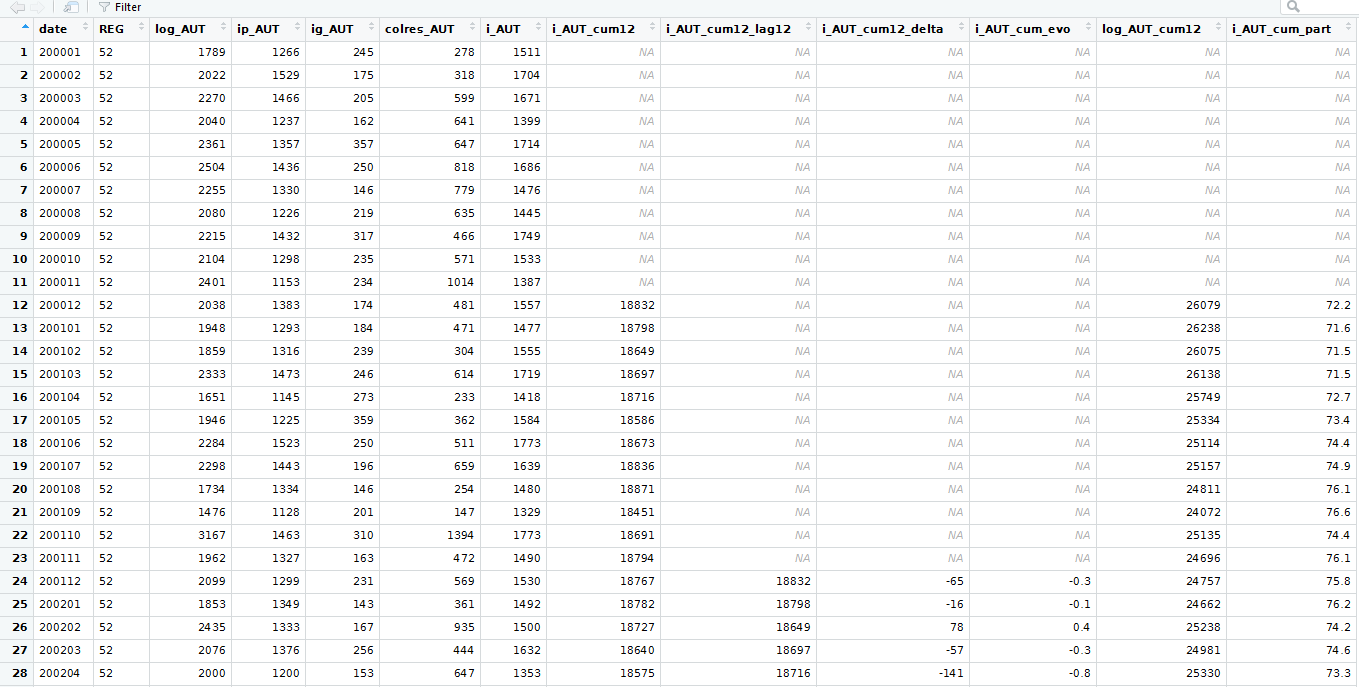 Filter
date REG log_AUT ip_AUT ig_AUT colres_AUT i_AUT i_AUT_cum12 i_AUT_cum12_lag12 i_AUT_cum12_delta i_AUT_cum_evo log_AUT_cum12 i_AUT_cum_part
1 200001 52 1789 1266 245 278 1511 NA NA NA NA NA NA
2 200002 52 2022 1529 175 318 1704 NA NA NA NA NA NA
3 200003 52 2270 1466 205 599 1671 NA NA NA NA NA NA
4 200004 52 2040 1237 162 641 1399 NA NA NA NA NA NA
5 200005 52 2361 1357 357 647 1714 NA NA NA NA NA NA
6 200006 52 2504 1436 250 818 1686 NA NA NA NA NA NA
7 200007 52 2255 1330 146 779 1476 NA NA NA NA NA NA
8 200008 52 2080 1226 219 635 1445 NA NA NA NA NA NA
9 200009 52 2215 1432 317 466 1749 NA NA NA NA NA NA
10 200010 52 2104 1298 235 571 1533 NA NA NA NA NA NA
11 200011 52 2401 1153 234 1014 1387 NA NA NA NA NA NA
12 200012 52 2038 1383 174 481 1557 18832 NA NA NA 26079 72.2
13 200101 52 1948 1293 184 471 1477 18798 NA NA NA 26238 71.6
14 200102 52 1859 1316 239 304 1555 18649 NA NA NA 26075 71.5
15 200103 52 2333 1473 246 614 1719 18697 NA NA NA 26138 71.5
16 200104 52 1651 1145 273 233 1418 18716 NA NA NA 25749 72.7
17 200105 52 1946 1225 359 362 1584 18586 NA NA NA 25334 73.4
18 200106 52 2284 1523 250 511 1773 18673 NA NA NA 25114 74.4
19 200107 52 2298 1443 196 659 1639 18836 NA NA NA 25157 74.9
20 200108 52 1734 1334 146 254 1480 18871 NA NA NA 24811 76.1
21 200109 52 1476 1128 201 147 1329 18451 NA NA NA 24072 76.6
22 200110 52 3167 1463 310 1394 1773 18691 NA NA NA 25135 74.4
23 200111 52 1962 1327 163 472 1490 18794 NA NA NA 24696 76.1
24 200112 52 2099 1299 231 569 1530 18767 18832 -65 -0.3 24757 75.8
25 200201 52 1853 1349 143 361 1492 18782 18798 -16 -0.1 24662 76.2
26 200202 52 2435 1333 167 935 1500 18727 18649 78 0.4 25238 74.2
27 200203 52 2076 1376 256 444 1632 18640 18697 -57 -0.3 24981 74.6
28 200204 52 2000 1200 153 647 1353 18575 18716 -141 -0.8 25330 73.3